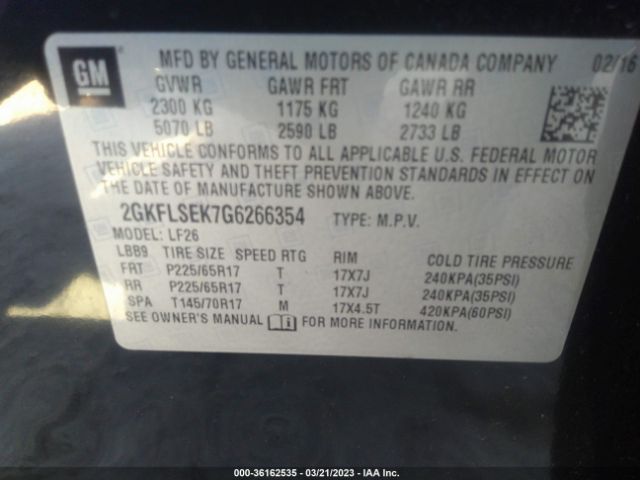 GM
MFD BY GENERAL MOTORS OF CANADA COMPANY 02/16
GVWR GAWR FRT GAWR RR
2300 KG 1175 KG 1240 KG
5070 LB 2590 LB 2733 LB
THIS VEHICLE CONFORMS TO ALL APPLICABLE U.S. FEDERAL MOTOR
VEHICLE SAFETY AND THEFT PREVENTION STANDARDS IN EFFECT ON
THE DATE OF MANUFACTURE SHOWN ABOVE.
2GKFLSEK7G6266354 TYPE: M.P.V.
MODEL: LF26
LBB9 TIRE SIZE SPEED RTG RIM COLD TIRE PRESSURE
FRT P225/65R17 T 17X7J 240KPA(35PSI)
RR P225/65R17 T 17X7J 240KPA(35PSI)
SPA T145/70R17 M 17X4.5T 420KPA(60PSI)
SEE OWNER'S MANUAL FOR MORE INFORMATION.
000-36162535 - 03/21/2023 - IAA Inc.